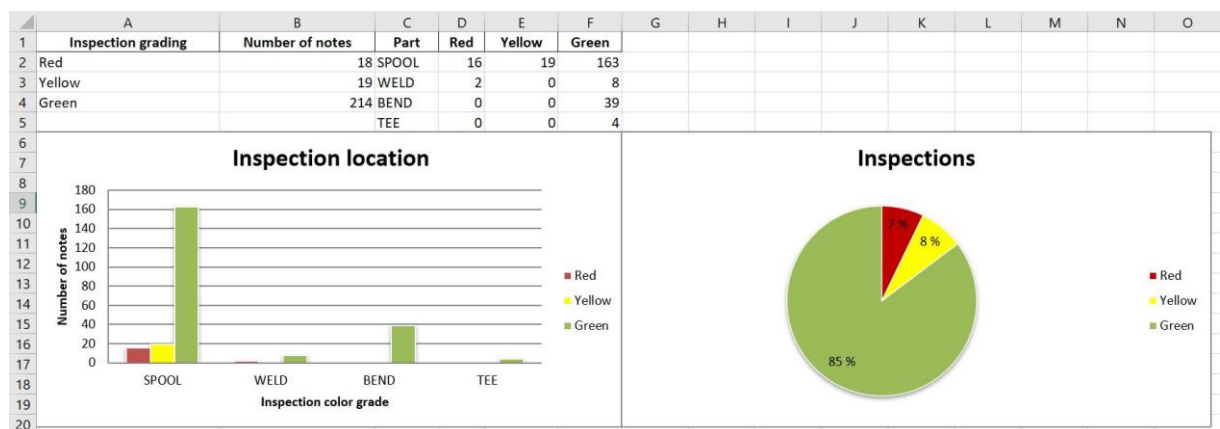 A B C D E F G H I J K L M N O
1 Inspection grading Number of notes Part Red Yellow Green
2 Red 18 SPOOL 16 19 163
3 Yellow 19 WELD 2 0 8
4 Green 214 BEND 0 0 39
5 TEE 0 0 4
6
7
8
9
10
11
12
13
14
15
16
17
18
19
20
Inspection location
Number of notes
180
160
140
120
100
80
60
40
20
0
SPOOL WELD BEND TEE
Inspection color grade
Red
Yellow
Green
Inspections
7 %
8 %
85 %
Red
Yellow
Green